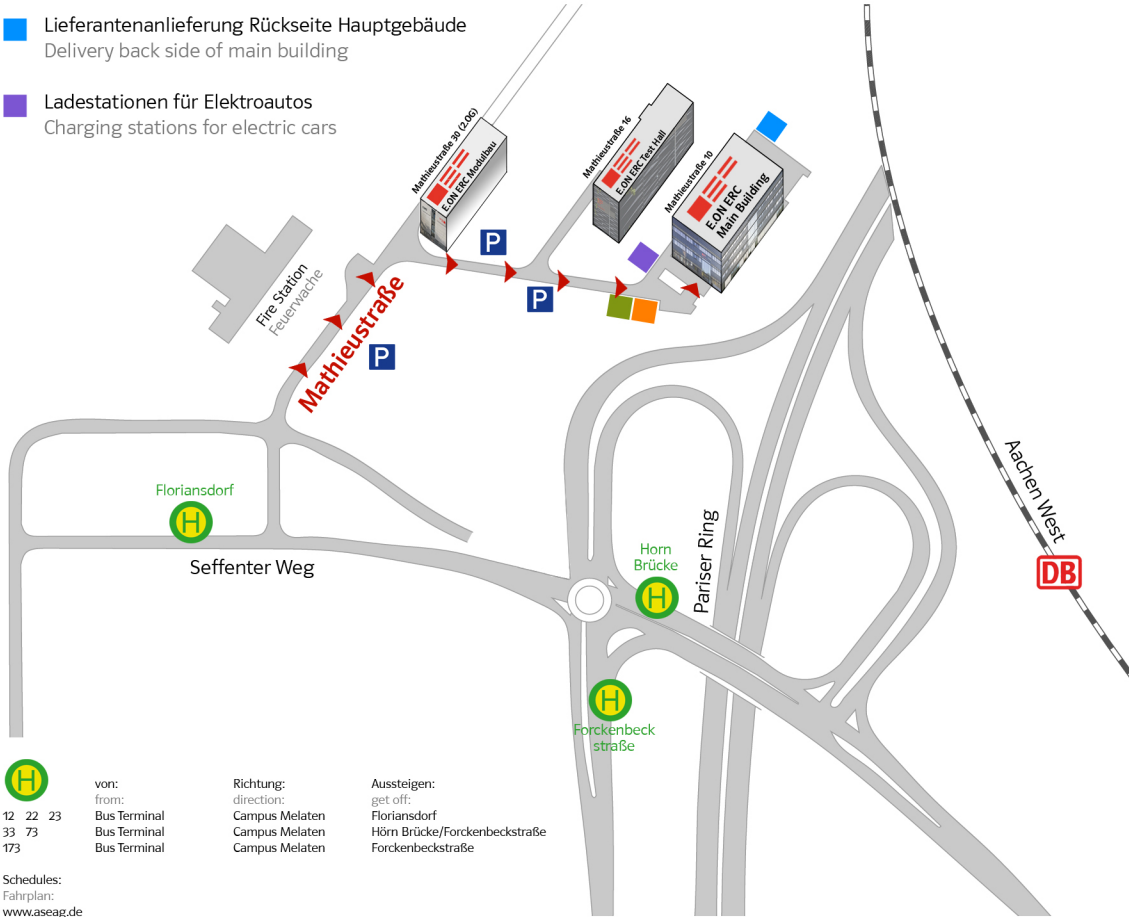 Lieferantenanlieferung Rückseite Hauptgebäude
Delivery back side of main building
Ladestationen für Elektroautos
Charging stations for electric cars
Mathieustraße 30 (2.OG)
E.ON ERC Modulbau
Mathieustraße 16
E.ON ERC Test Hall
Mathieustraße 10
E.ON ERC
Main Building
P
P
P
Fire Station
Feuerwache
Mathieustraße
Floriansdorf
H
Seffenter Weg
Horn
Brücke
H
Pariser Ring
Aachen West
DB
H
Forckenbeck
straße
H
von: Richtung: Aussteigen:
from: direction: get off:
12 22 23 Bus Terminal Campus Melaten Floriansdorf
33 73 Bus Terminal Campus Melaten Hörn Brücke/Forckenbeckstraße
173 Bus Terminal Campus Melaten Forckenbeckstraße
Schedules:
Fahrplan:
www.aseag.de